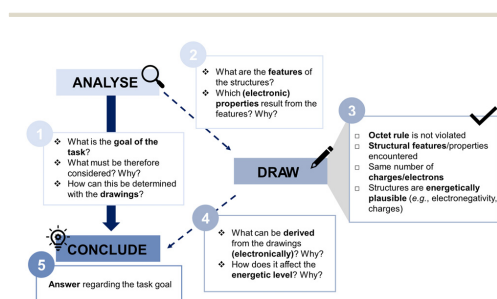 ANALYSE
1
❖ What is the goal of the
task?
❖ What must be therefore
considered? Why?
❖ How can this be determined
with the drawings?
2
❖ What are the features of
the structures?
❖ Which (electronic)
properties result from the
features? Why?
DRAW
3
□ Octet rule is not violated
□ Structural features/properties
encountered
□ Same number of
charges/electrons
□ Structures are energetically
plausible (e.g., electronegativity,
charges)
4
❖ What can be derived
from the drawings
(electronically)? Why?
❖ How does it affect the
energetic level? Why?
CONCLUDE
5
Answer regarding the task goal